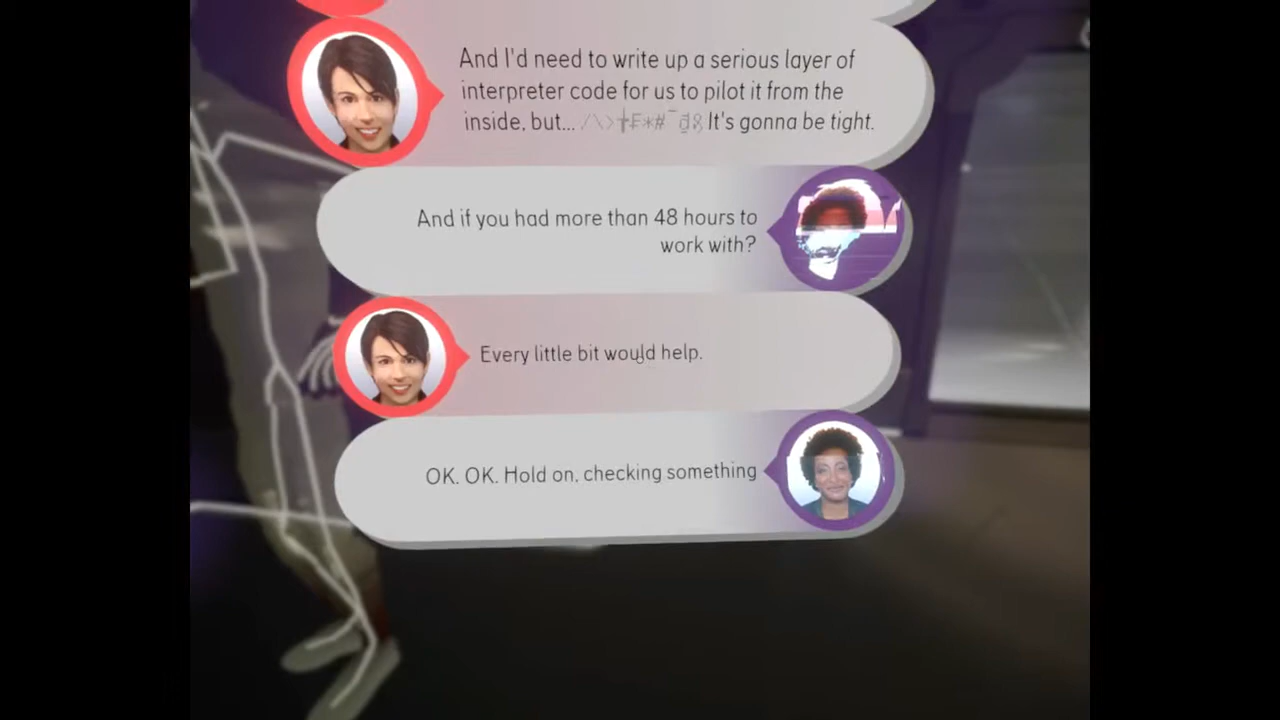 And I'd need to write up a serious layer of
interpreter code for us to pilot it from the
inside, but... It's gonna be tight.
And if you had more than 48 hours to
work with?
Every little bit would help.
OK. OK. Hold on, checking something